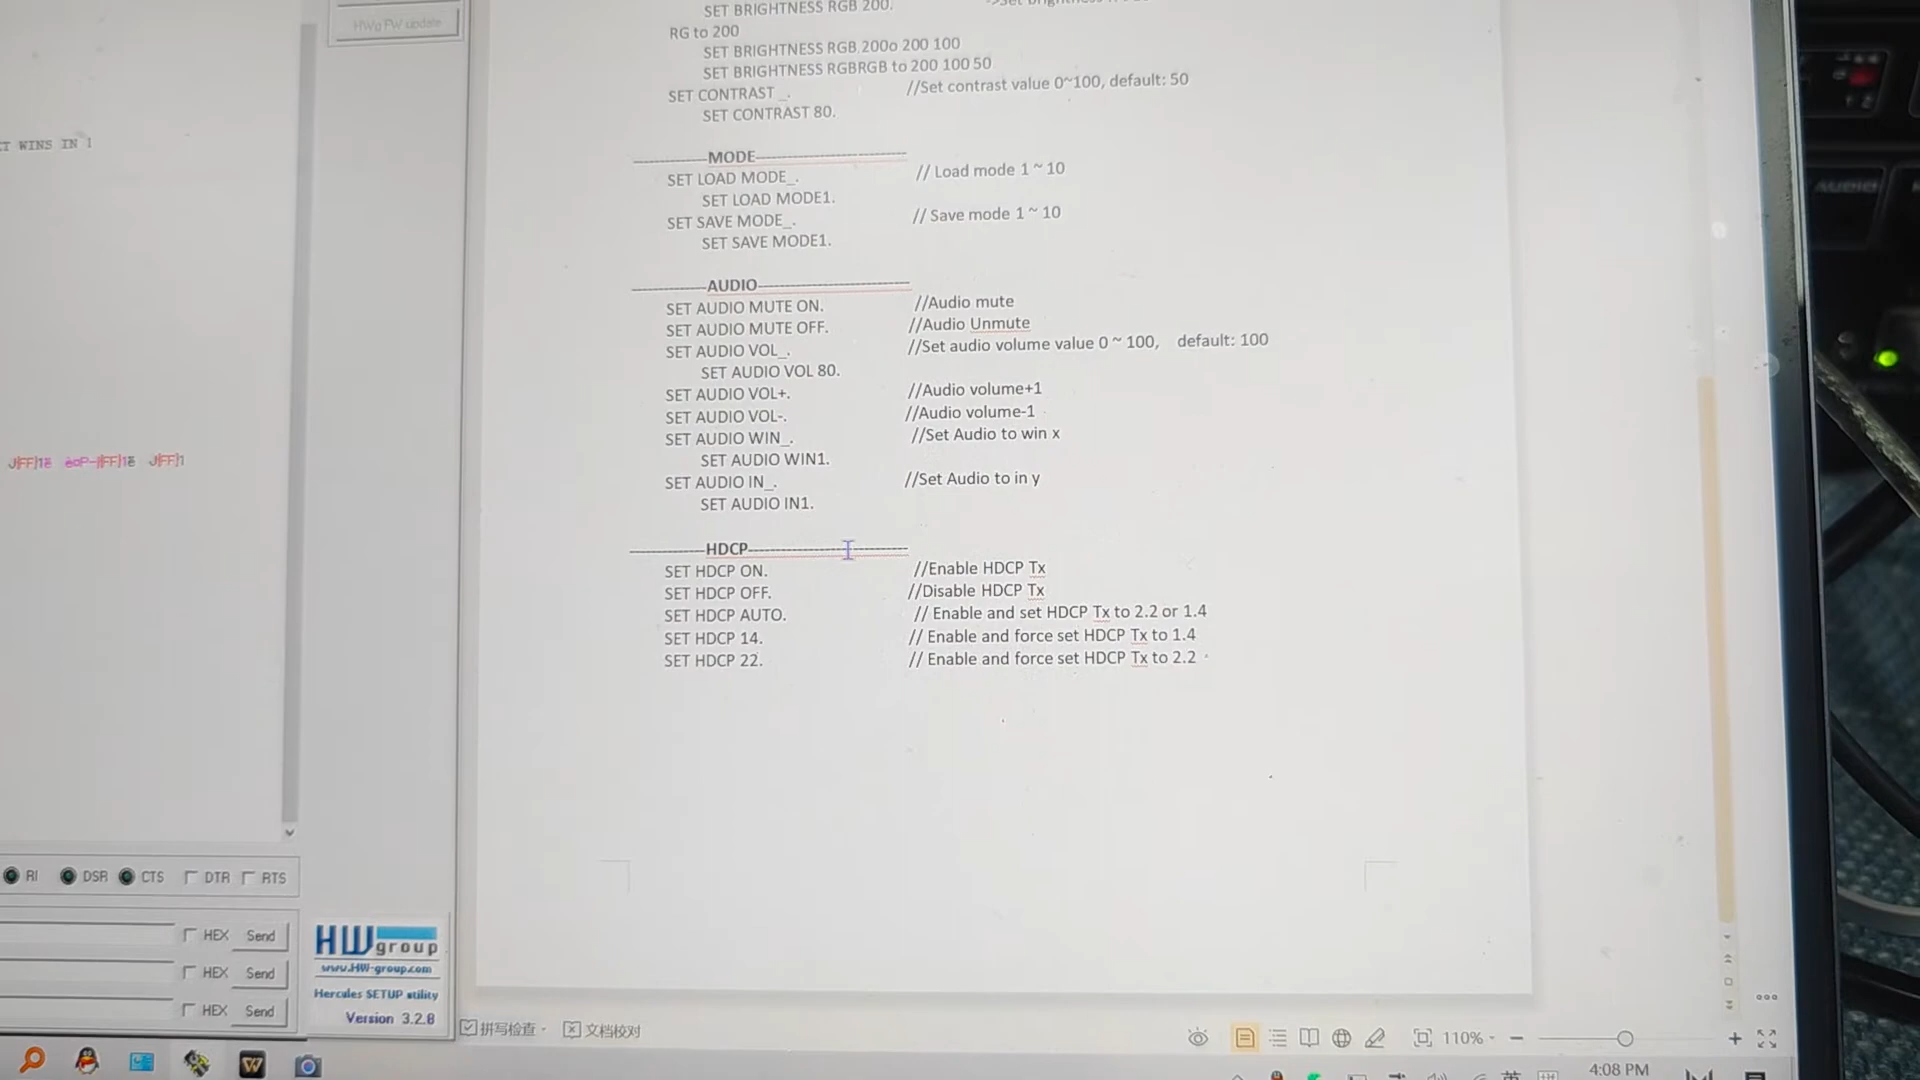 HWg FW update
SET BRIGHTNESS RGB 200.
RG to 200
SET BRIGHTNESS RGB 200o 200 100
SET BRIGHTNESS RGBRGB to 200 100 50
SET CONTRAST _. //Set contrast value 0~100, default: 50
SET CONTRAST 80.
WINS IN 1
MODE
SET LOAD MODE_. // Load mode 1 ~ 10
SET LOAD MODE1.
SET SAVE MODE_. // Save mode 1 ~ 10
SET SAVE MODE1.
AUDIO
SET AUDIO MUTE ON. //Audio mute
SET AUDIO MUTE OFF. //Audio Unmute
SET AUDIO VOL_. //Set audio volume value 0 ~ 100, default: 100
SET AUDIO VOL 80.
SET AUDIO VOL+. //Audio volume+1
SET AUDIO VOL-. //Audio volume-1
SET AUDIO WIN_. //Set Audio to win x
SET AUDIO WIN1.
SET AUDIO IN_. //Set Audio to in y
SET AUDIO IN1.
HDCP
SET HDCP ON. //Enable HDCP Tx
SET HDCP OFF. //Disable HDCP Tx
SET HDCP AUTO. // Enable and set HDCP Tx to 2.2 or 1.4
SET HDCP 14. // Enable and force set HDCP Tx to 1.4
SET HDCP 22. // Enable and force set HDCP Tx to 2.2
RI DSR CTS DTR RTS
HEX Send
HEX Send
HEX Send
HWgroup
www.HW-group.com
Hercules SETUP utility
Version 3.2.8
拼写检查 文档校对
110%
英
4:08 PM
AUDIO